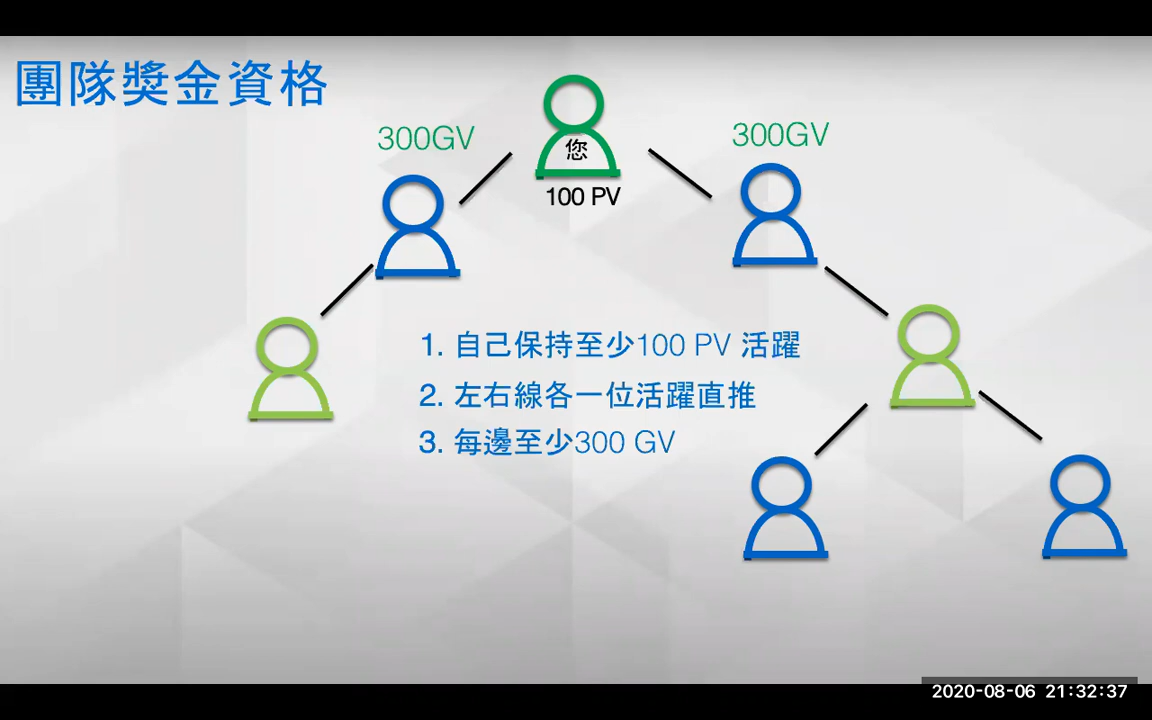 團隊獎金資格
300GV
300GV
您
100 PV
1. 自己保持至少100 PV 活躍
2. 左右線各一位活躍直推
3. 每邊至少300 GV
2020-08-06 21:32:37